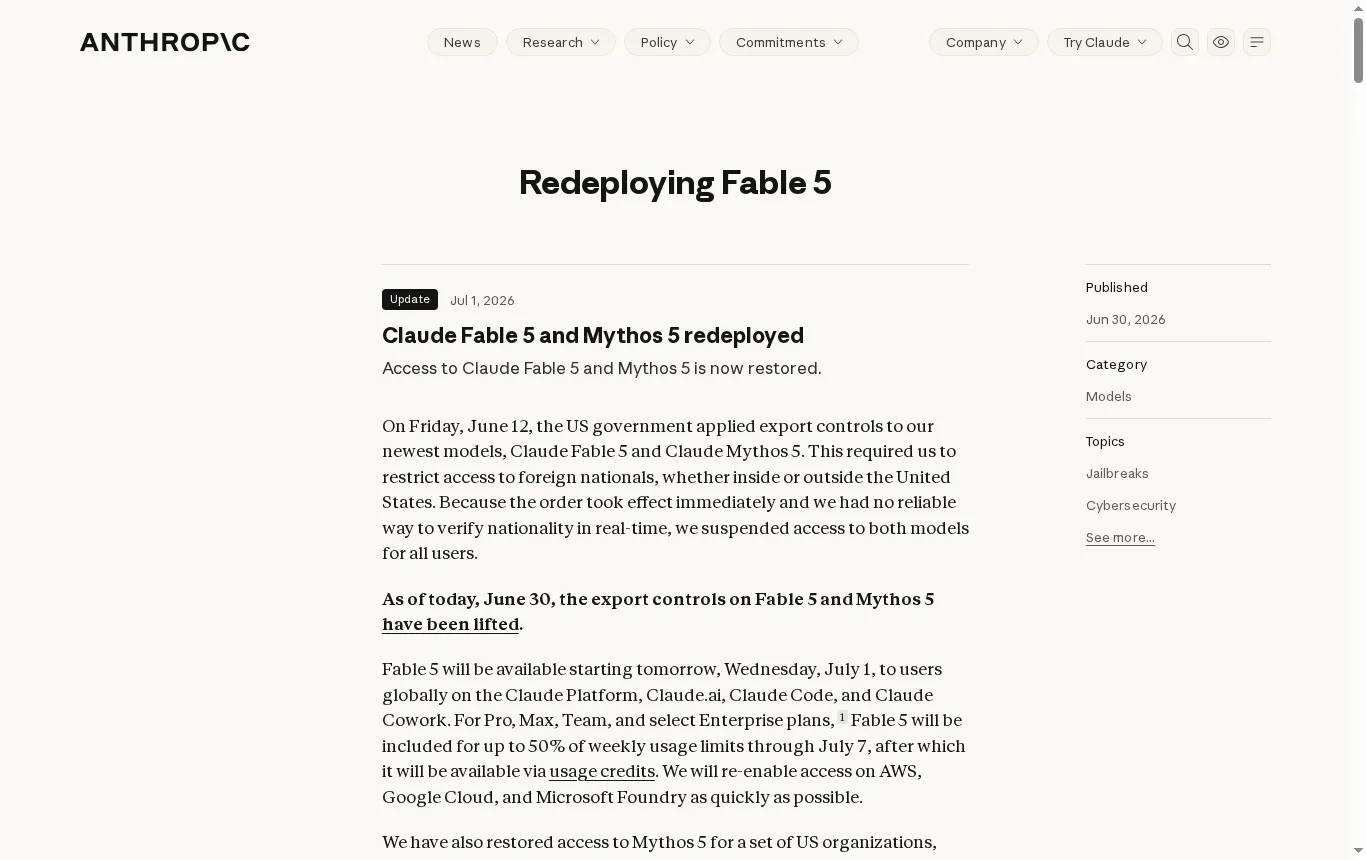 ANTHROP\C
News
Research
Policy
Commitments
Company
Try Claude
Redeploying Fable 5
Update
Jul 1, 2026
Claude Fable 5 and Mythos 5 redeployed
Access to Claude Fable 5 and Mythos 5 is now restored.
On Friday, June 12, the US government applied export controls to our
newest models, Claude Fable 5 and Claude Mythos 5. This required us to
restrict access to foreign nationals, whether inside or outside the United
States. Because the order took effect immediately and we had no reliable
way to verify nationality in real-time, we suspended access to both models
for all users.
As of today, June 30, the export controls on Fable 5 and Mythos 5
have been lifted.
Fable 5 will be available starting tomorrow, Wednesday, July 1, to users
globally on the Claude Platform, Claude.ai, Claude Code, and Claude
Cowork. For Pro, Max, Team, and select Enterprise plans, 1 Fable 5 will be
included for up to 50% of weekly usage limits through July 7, after which
it will be available via usage credits. We will re-enable access on AWS,
Google Cloud, and Microsoft Foundry as quickly as possible.
We have also restored access to Mythos 5 for a set of US organizations,
Published
Jun 30, 2026
Category
Models
Topics
Jailbreaks
Cybersecurity
See more...